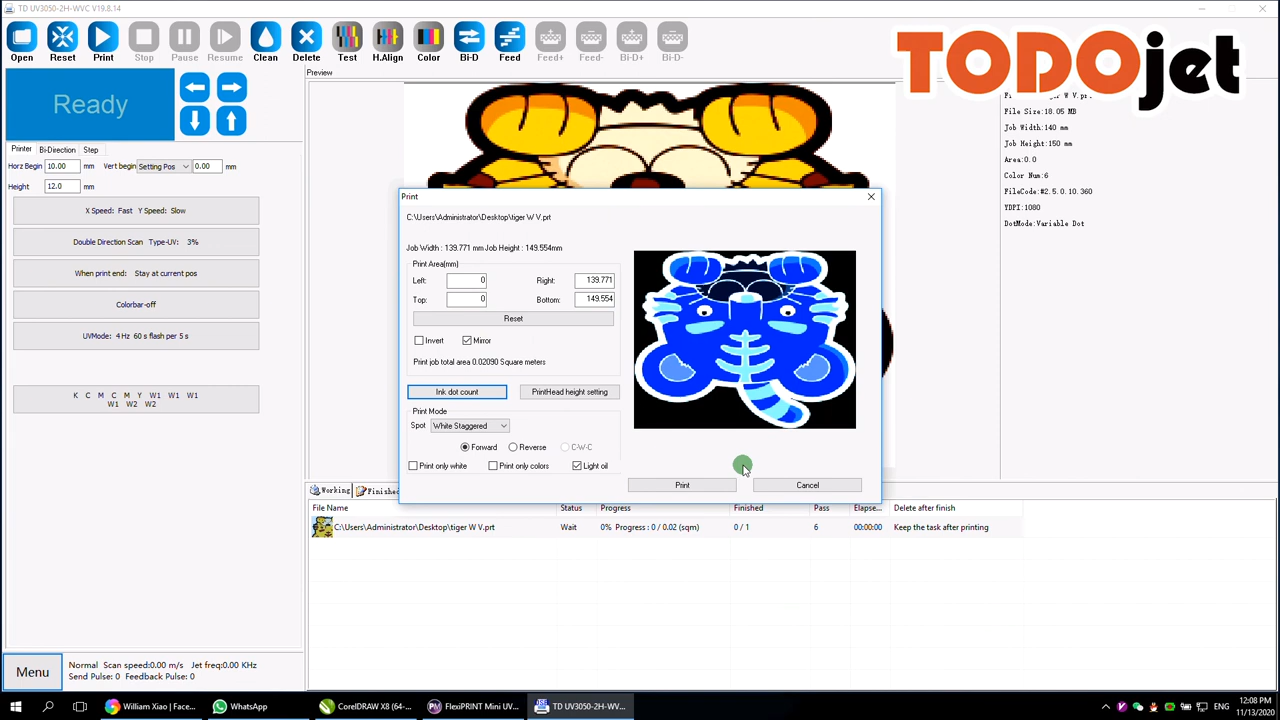 TD UV3050-2H-WVC V19.8.14
Open Reset Print Stop Pause Resume Clean Delete Test H.Align Color Bi-D Feed Feed+ Feed- Bi-D+ Bi-D-
TODOjet
Ready
Preview
File Size:18.05 MB
Job Width:140 mm
Job Height:150 mm
Area:0.0
Color Num:6
FileCode:#2.5.0.10.360
YDPI:1080
DotMode:Variable Dot
Printer Bi-Direction Step
Horz Begin 10.00 mm Vert begin Setting Pos 0.00 mm
Height 12.0 mm
X Speed: Fast Y Speed: Slow
Double Direction Scan Type-UV: 3%
When print end: Stay at current pos
Colorbar-off
UVMode: 4 Hz 60 s flash per 5 s
K C M C M Y W1 W1 W1
W1 W2 W2
Print
C:\Users\Administrator\Desktop\tiger W V.prt
Job Width : 139.771 mm Job Height : 149.554mm
Print Area(mm)
Left: 0 Right: 139.771
Top: 0 Bottom: 149.554
Reset
Invert Mirror
Print job total area 0.02090 Square meters
Ink dot count PrintHead height setting
Print Mode
Spot White Staggered
Forward Reverse C-W-C
Print only white Print only colors Light oil
Print Cancel
Working Finished
File Name Status Progress Finished Pass Elapse... Delete after finish
C:\Users\Administrator\Desktop\tiger W V.prt Wait 0% Progress : 0 / 0.02 (sqm) 0 / 1 6 00:00:00 Keep the task after printing
Menu
Normal Scan speed:0.00 m/s Jet freq:0.00 KHz
Send Pulse: 0 Feedback Pulse: 0
William Xiao | Face... WhatsApp CorelDRAW X8 (64-... FlexiPRINT Mini UV... TD UV3050-2H-WV...
ENG
12:08 PM
11/13/2020